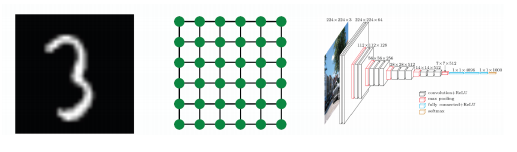 3
224 × 224 × 3 224 × 224 × 64
112 × 112 × 128
56 × 56 × 256
28 × 28 × 512
14 × 14 × 512
7 × 7 × 512
1 × 1 × 4096 1 × 1 × 1000
convolution+ReLU
max pooling
fully connected+ReLU
softmax